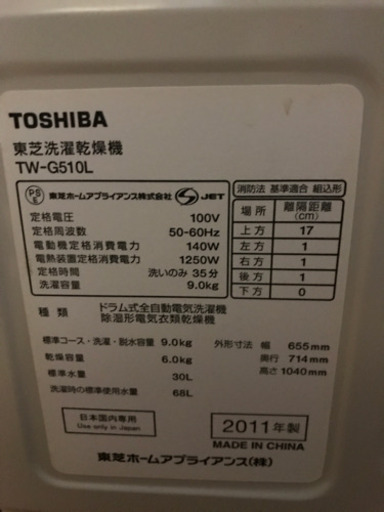 TOSHIBA
東芝洗濯乾燥機
TW-G510L
PS
E
東芝ホームアプライアンス株式会社
S JET
定格電圧 100V
定格周波数 50-60Hz
電動機定格消費電力 140W
電熱装置定格消費電力 1250W
定格時間 洗いのみ 35分
洗濯容量 9.0kg
消防法 基準適合 組込形
場所 離隔距離(cm)
上方 17
左方 1
右方 1
後方 1
下方 0
種類 ドラム式全自動電気洗濯機
除湿形電気衣類乾燥機
標準コース・洗濯・脱水容量 9.0kg
乾燥容量 6.0kg
標準水量 30L
洗濯時の標準使用水量 68L
外形寸法 幅 655mm
奥行 714mm
高さ 1040mm
日本国内専用
Use only in Japan
2011年製
MADE IN CHINA
東芝ホームアプライアンス(株)